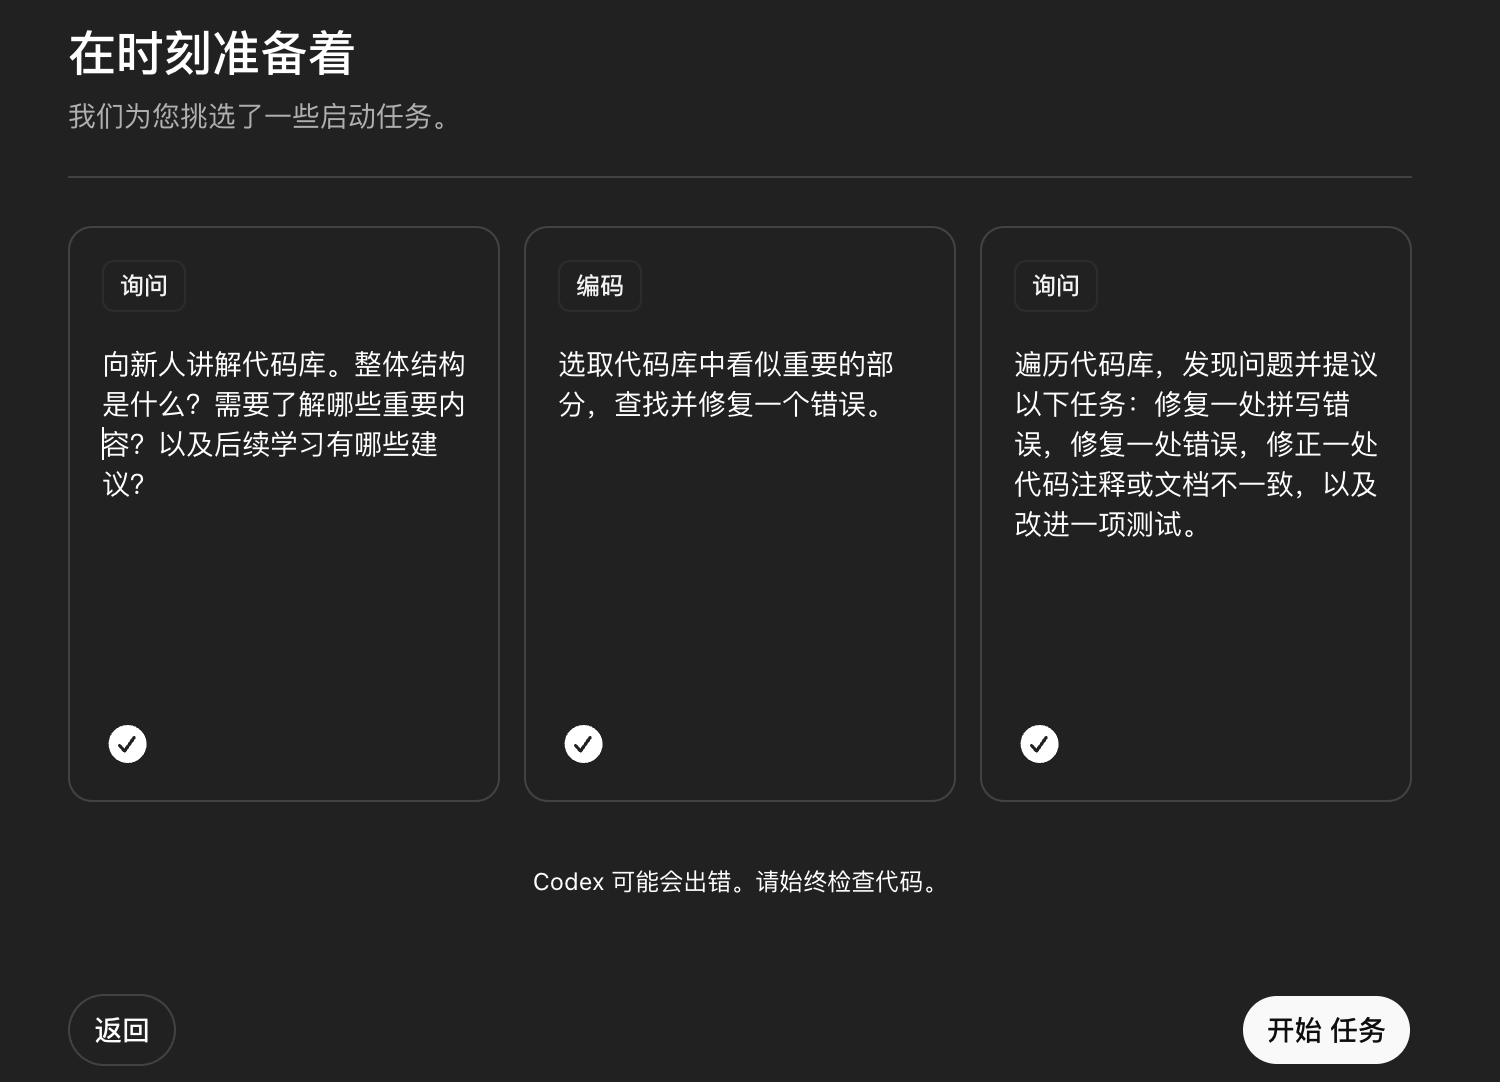 在时刻准备着
我们为您挑选了一些启动任务。
询问
向新人讲解代码库。整体结构
是什么？需要了解哪些重要内
容？以及后续学习有哪些建
议？
编码
选取代码库中看似重要的部
分，查找并修复一个错误。
询问
遍历代码库，发现问题并提议
以下任务：修复一处拼写错
误，修复一处错误，修正一处
代码注释或文档不一致，以及
改进一项测试。
Codex 可能会出错。请始终检查代码。
返回
开始 任务